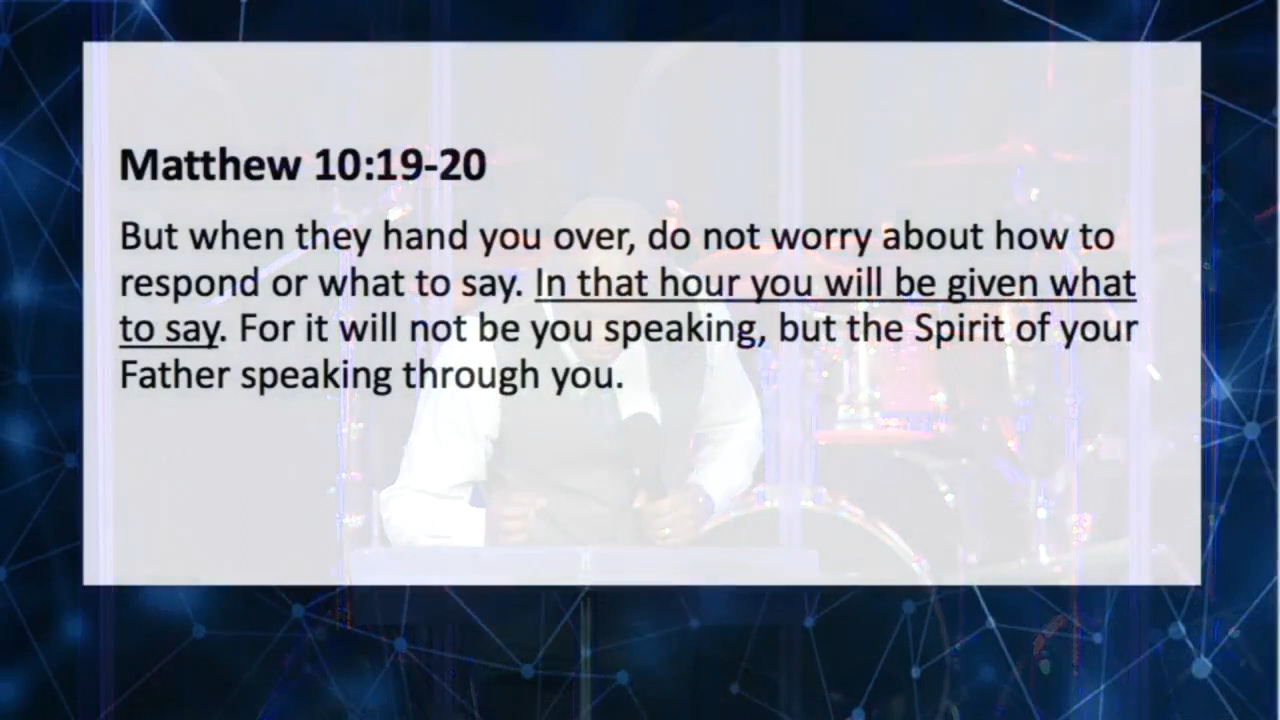 Matthew 10:19-20
But when they hand you over, do not worry about how to
respond or what to say. In that hour you will be given what
to say. For it will not be you speaking, but the Spirit of your
Father speaking through you.